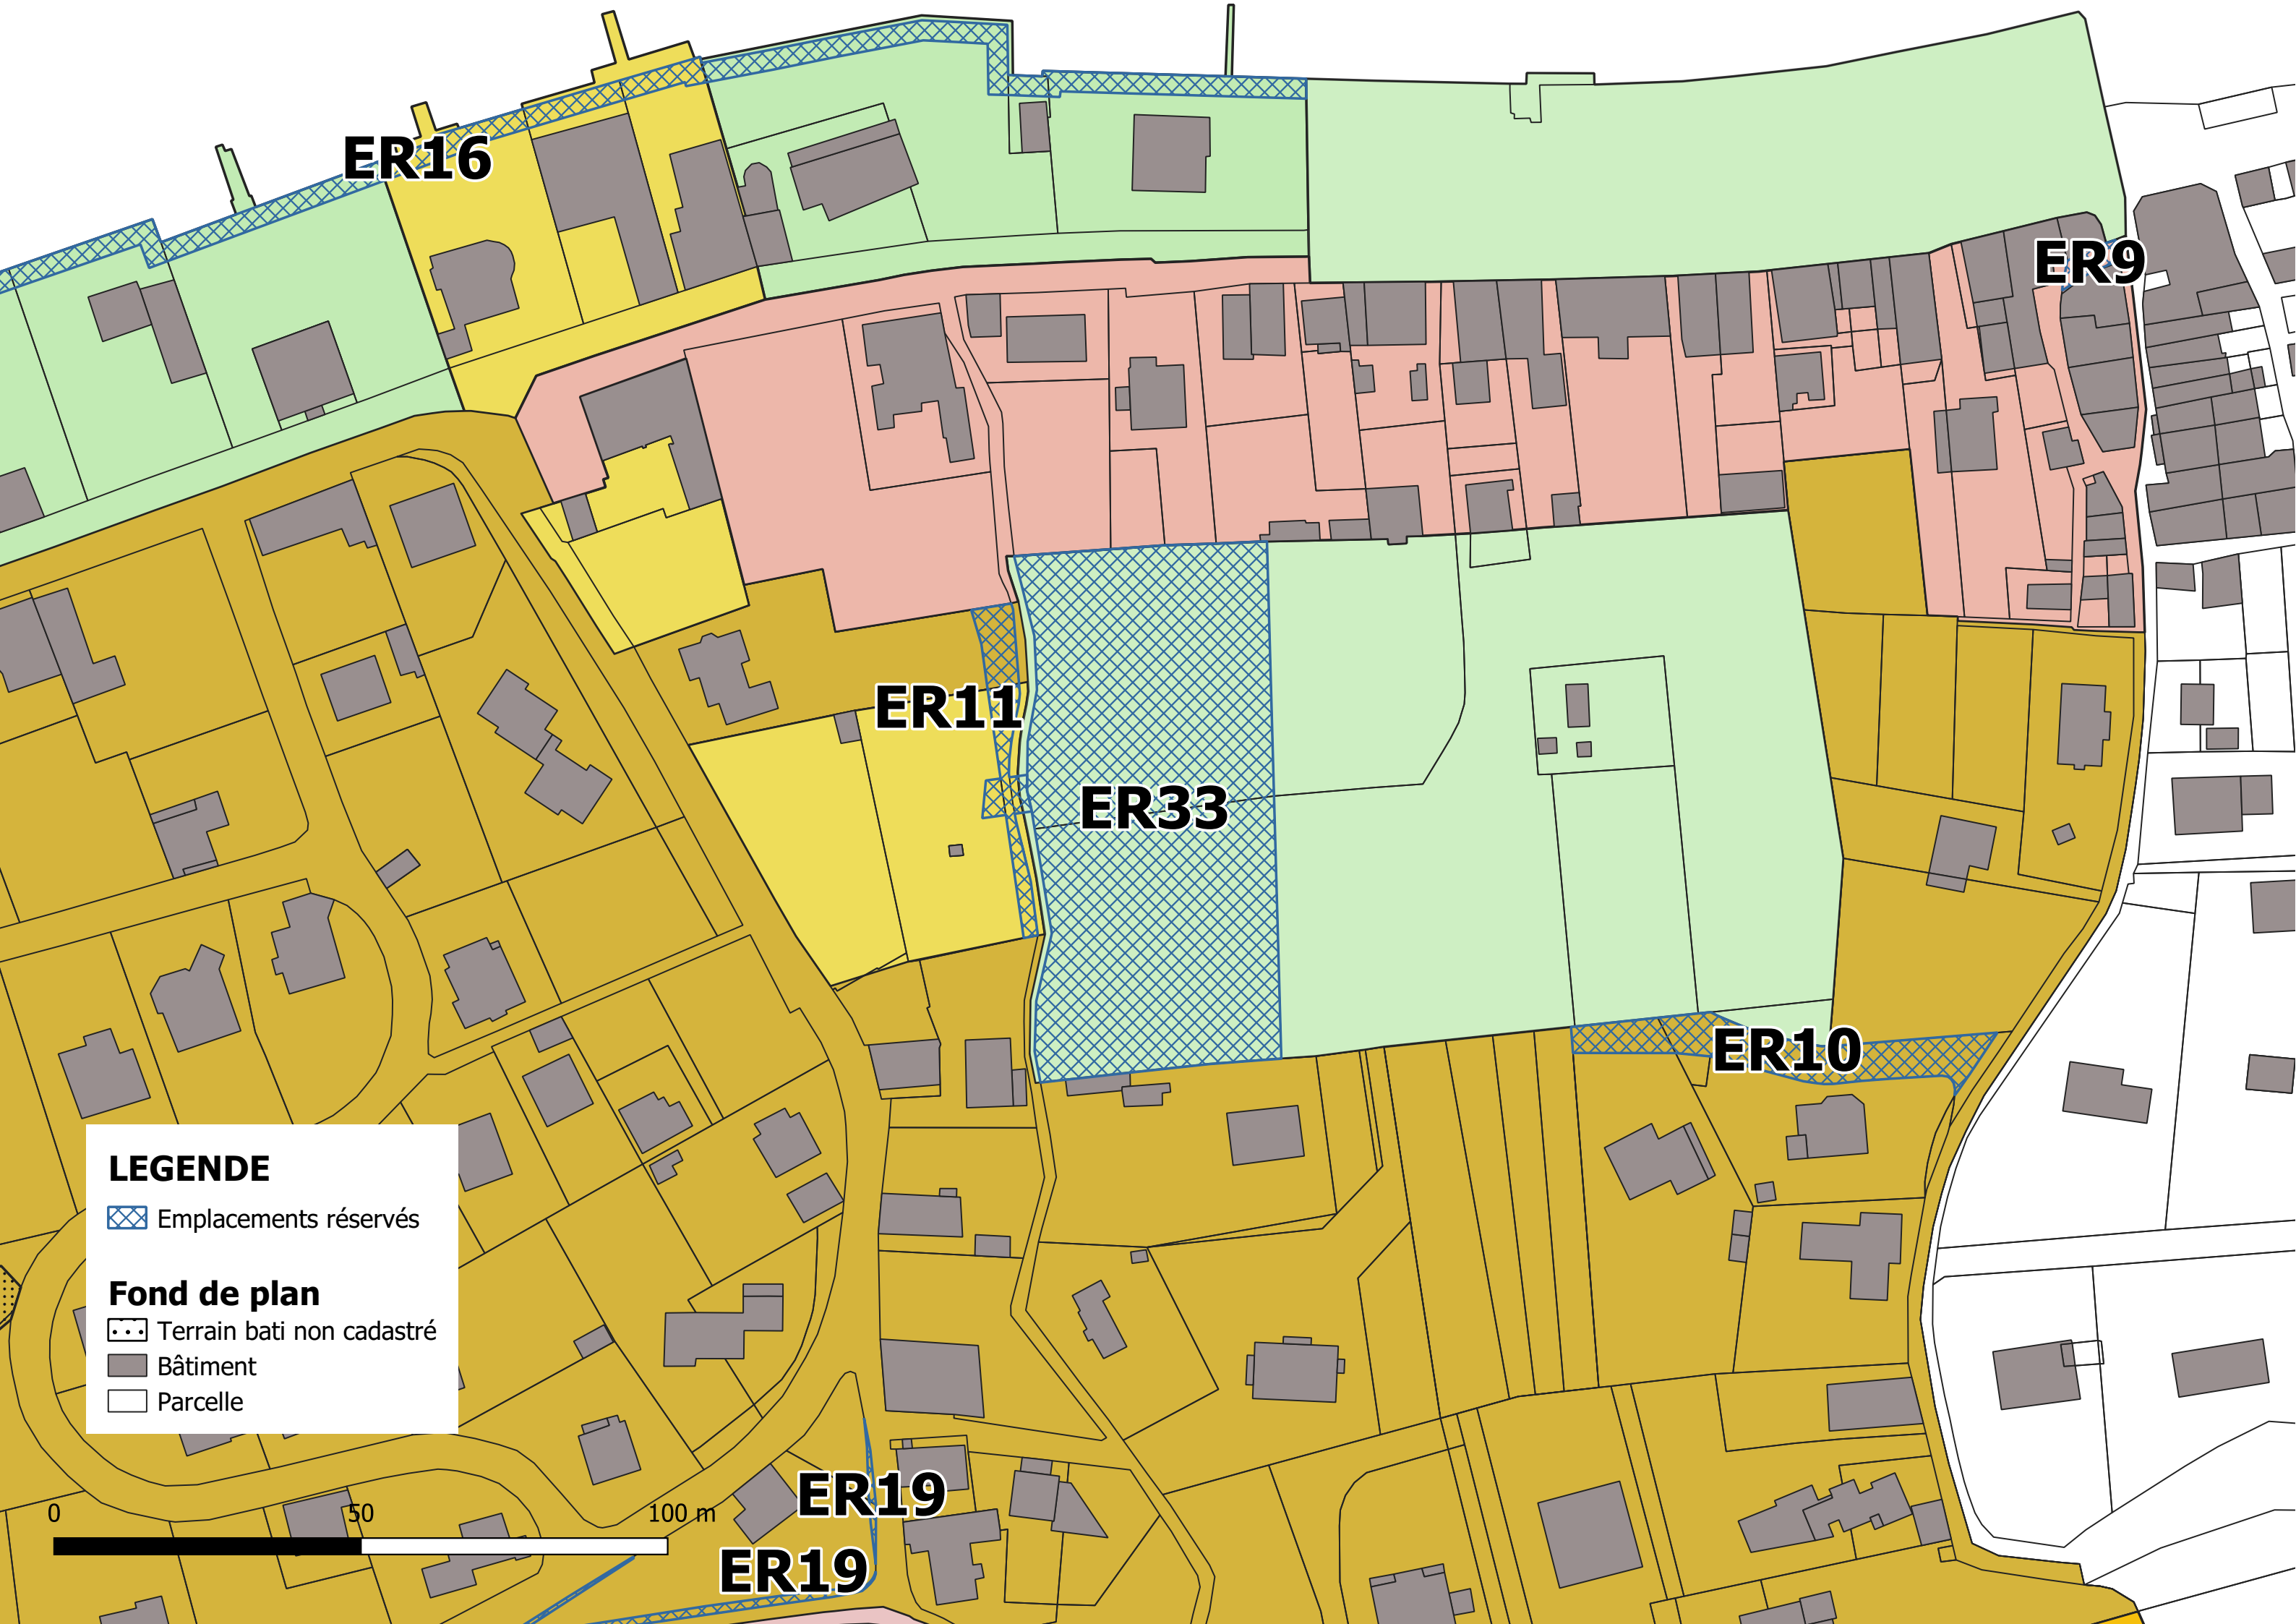 ER16
ER9
ER11
ER33
ER10
LEGENDE
Emplacements réservés
Fond de plan
Terrain bati non cadastré
Bâtiment
Parcelle
ER19
0 50 100 m
ER19